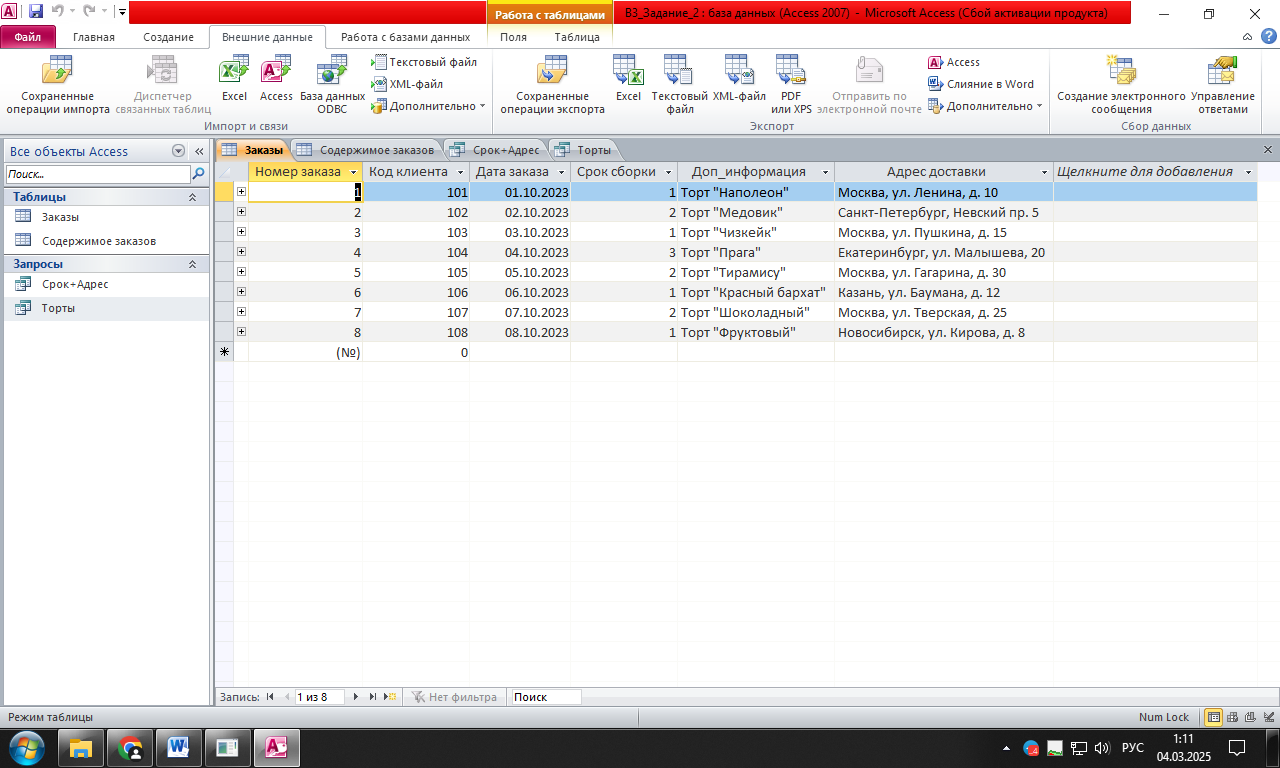 Работа с таблицами
B3_Задание_2 : база данных (Access 2007) - Microsoft Access (Сбой активации продукта)
Файл Главная Создание Внешние данные Работа с базами данных Поля Таблица
Сохраненные операции импорта
Диспетчер связанных таблиц
Excel
Access
База данных ODBC
Текстовый файл
XML-файл
Дополнительно
Импорт и связи
Сохраненные операции экспорта
Excel
Текстовый файл
XML-файл
PDF или XPS
Отправить по электронной почте
Access
Слияние в Word
Дополнительно
Экспорт
Создание электронного сообщения
Управление ответами
Сбор данных
Все объекты Access
Поиск...
Таблицы
Заказы
Содержимое заказов
Запросы
Срок+Адрес
Торты
Заказы Содержимое заказов Срок+Адрес Торты
Номер заказа Код клиента Дата заказа Срок сборки Доп_информация Адрес доставки Щелкните для добавления
1 101 01.10.2023 1 Торт "Наполеон" Москва, ул. Ленина, д. 10
2 102 02.10.2023 2 Торт "Медовик" Санкт-Петербург, Невский пр. 5
3 103 03.10.2023 1 Торт "Чизкейк" Москва, ул. Пушкина, д. 15
4 104 04.10.2023 3 Торт "Прага" Екатеринбург, ул. Малышева, 20
5 105 05.10.2023 2 Торт "Тирамису" Москва, ул. Гагарина, д. 30
6 106 06.10.2023 1 Торт "Красный бархат" Казань, ул. Баумана, д. 12
7 107 07.10.2023 2 Торт "Шоколадный" Москва, ул. Тверская, д. 25
8 108 08.10.2023 1 Торт "Фруктовый" Новосибирск, ул. Кирова, д. 8
(№) 0
Запись: 1 из 8 Нет фильтра Поиск
Режим таблицы
Num Lock
РУС
1:11
04.03.2025